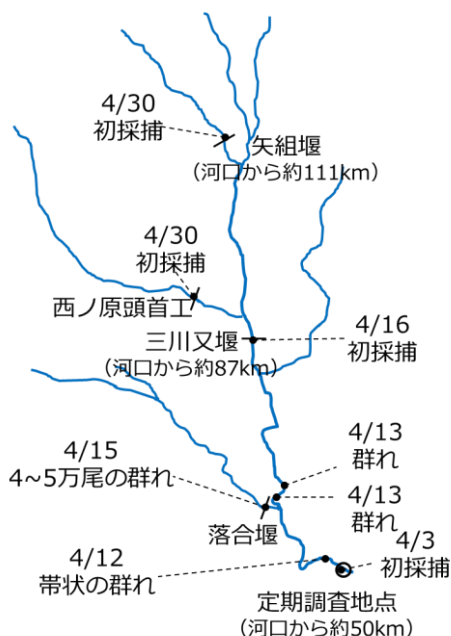 4/30
初採捕
矢組堰
（河口から約111km）
4/30
初採捕
西ノ原頭首工
三川又堰
（河口から約87km）
4/16
初採捕
4/15
4~5万尾の群れ
4/13
群れ
4/13
群れ
落合堰
4/12
帯状の群れ
4/3
初採捕
定期調査地点
（河口から約50km）